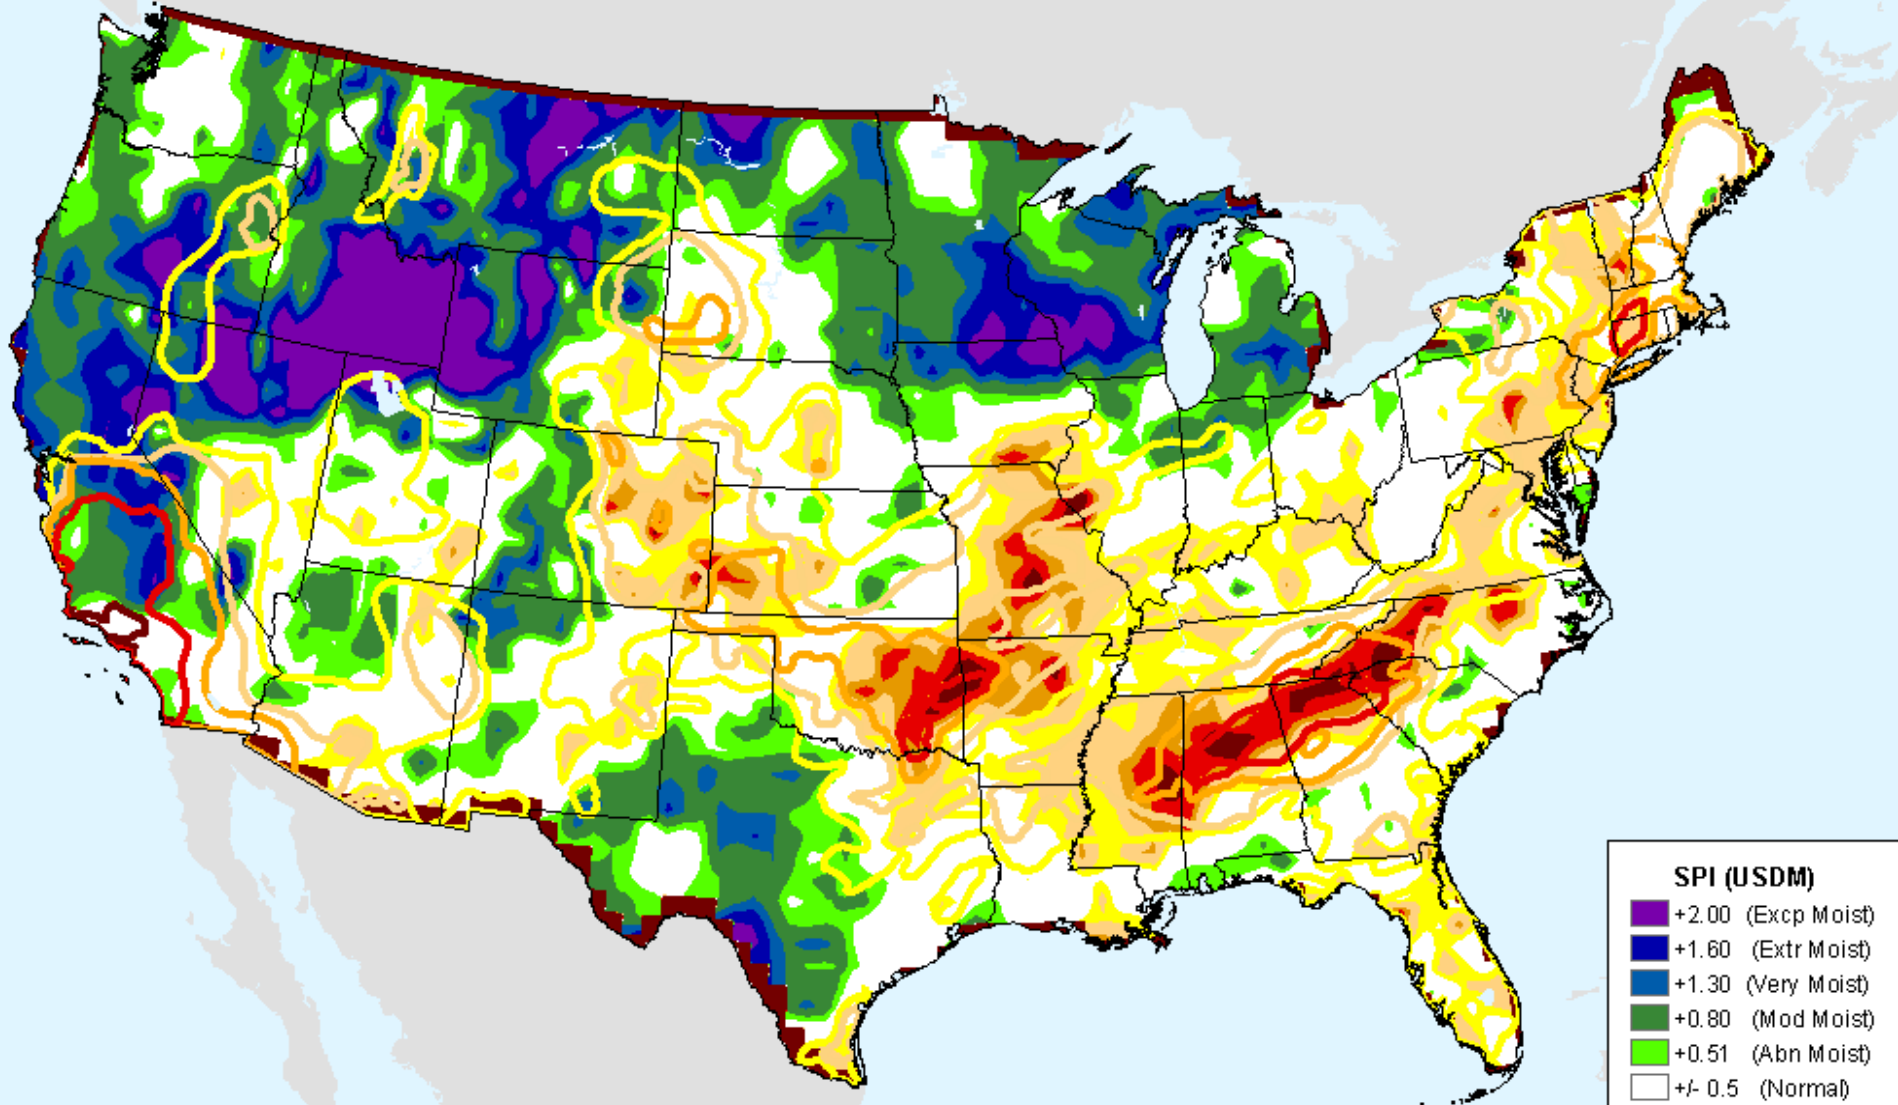 SPI (USDM)
+2.00 (Excp Moist)
+1.60 (Extr Moist)
+1.30 (Very Moist)
+0.80 (Mod Moist)
+0.51 (Abn Moist)
+/- 0.5 (Normal)